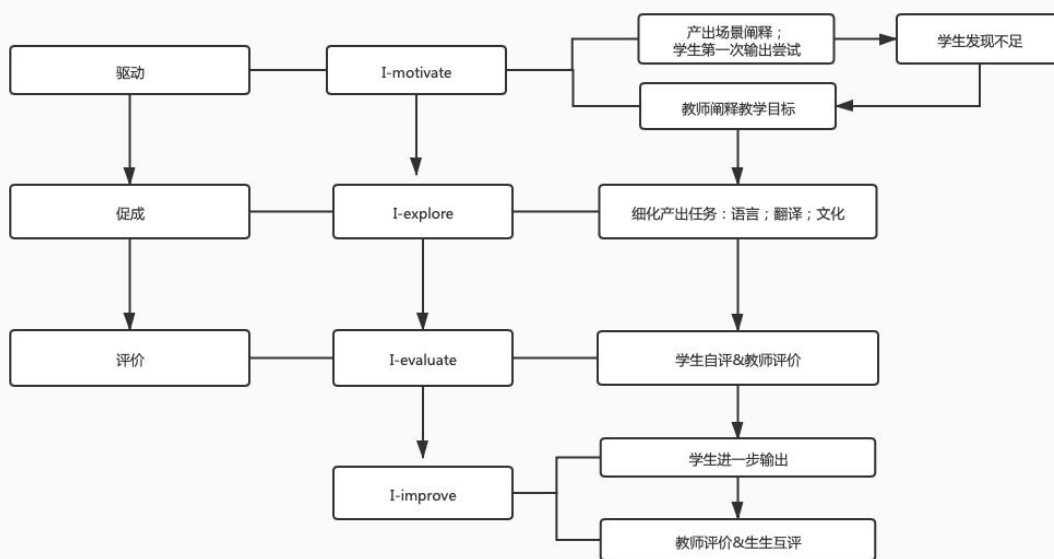 产出场景阐释；
学生第一次输出尝试
学生发现不足
驱动
I-motivate
教师阐释教学目标
促成
I-explore
细化产出任务：语言；翻译；文化
评价
I-evaluate
学生自评&教师评价
学生进一步输出
I-improve
教师评价&生生互评